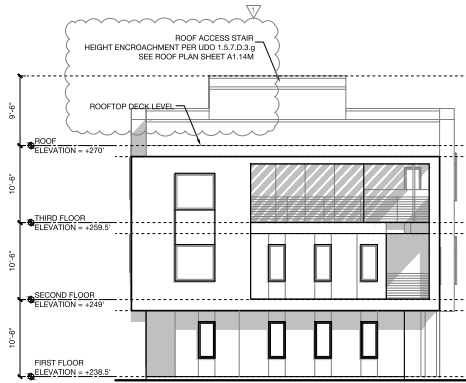 1
ROOF ACCESS STAIR
HEIGHT ENCROACHMENT PER UDO 1.5.7.D.3.g
SEE ROOF PLAN SHEET A1.14M
9'-6"
ROOFTOP DECK LEVEL
ROOF
ELEVATION = +270'
10'-6"
THIRD FLOOR
ELEVATION = +259.5'
10'-6"
SECOND FLOOR
ELEVATION = +249'
10'-6"
FIRST FLOOR
ELEVATION = +238.5'